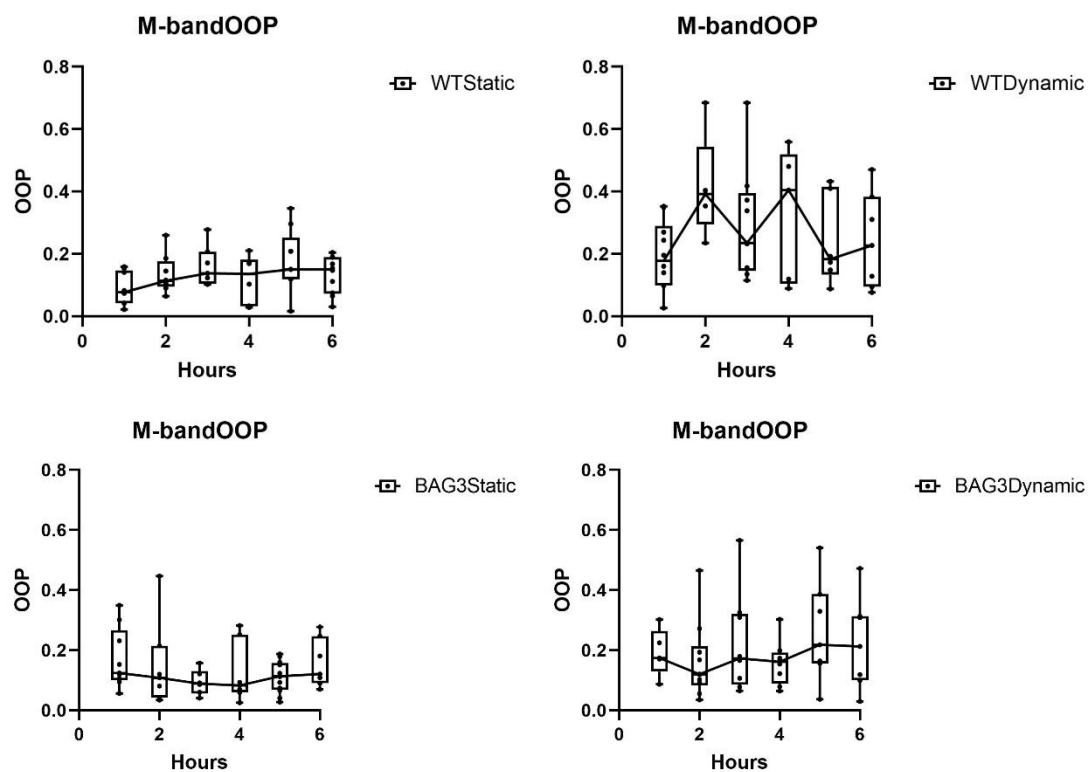 M-bandOOP
0.8
0.6
0.4
0.2
0.0
OOP
0
2
4
6
Hours
WTStatic
M-bandOOP
0.8
0.6
0.4
0.2
0.0
OOP
0
2
4
6
Hours
WTDynamic
M-bandOOP
0.8
0.6
0.4
0.2
0.0
OOP
0
2
4
6
Hours
BAG3Static
M-bandOOP
0.8
0.6
0.4
0.2
0.0
OOP
0
2
4
6
Hours
BAG3Dynamic